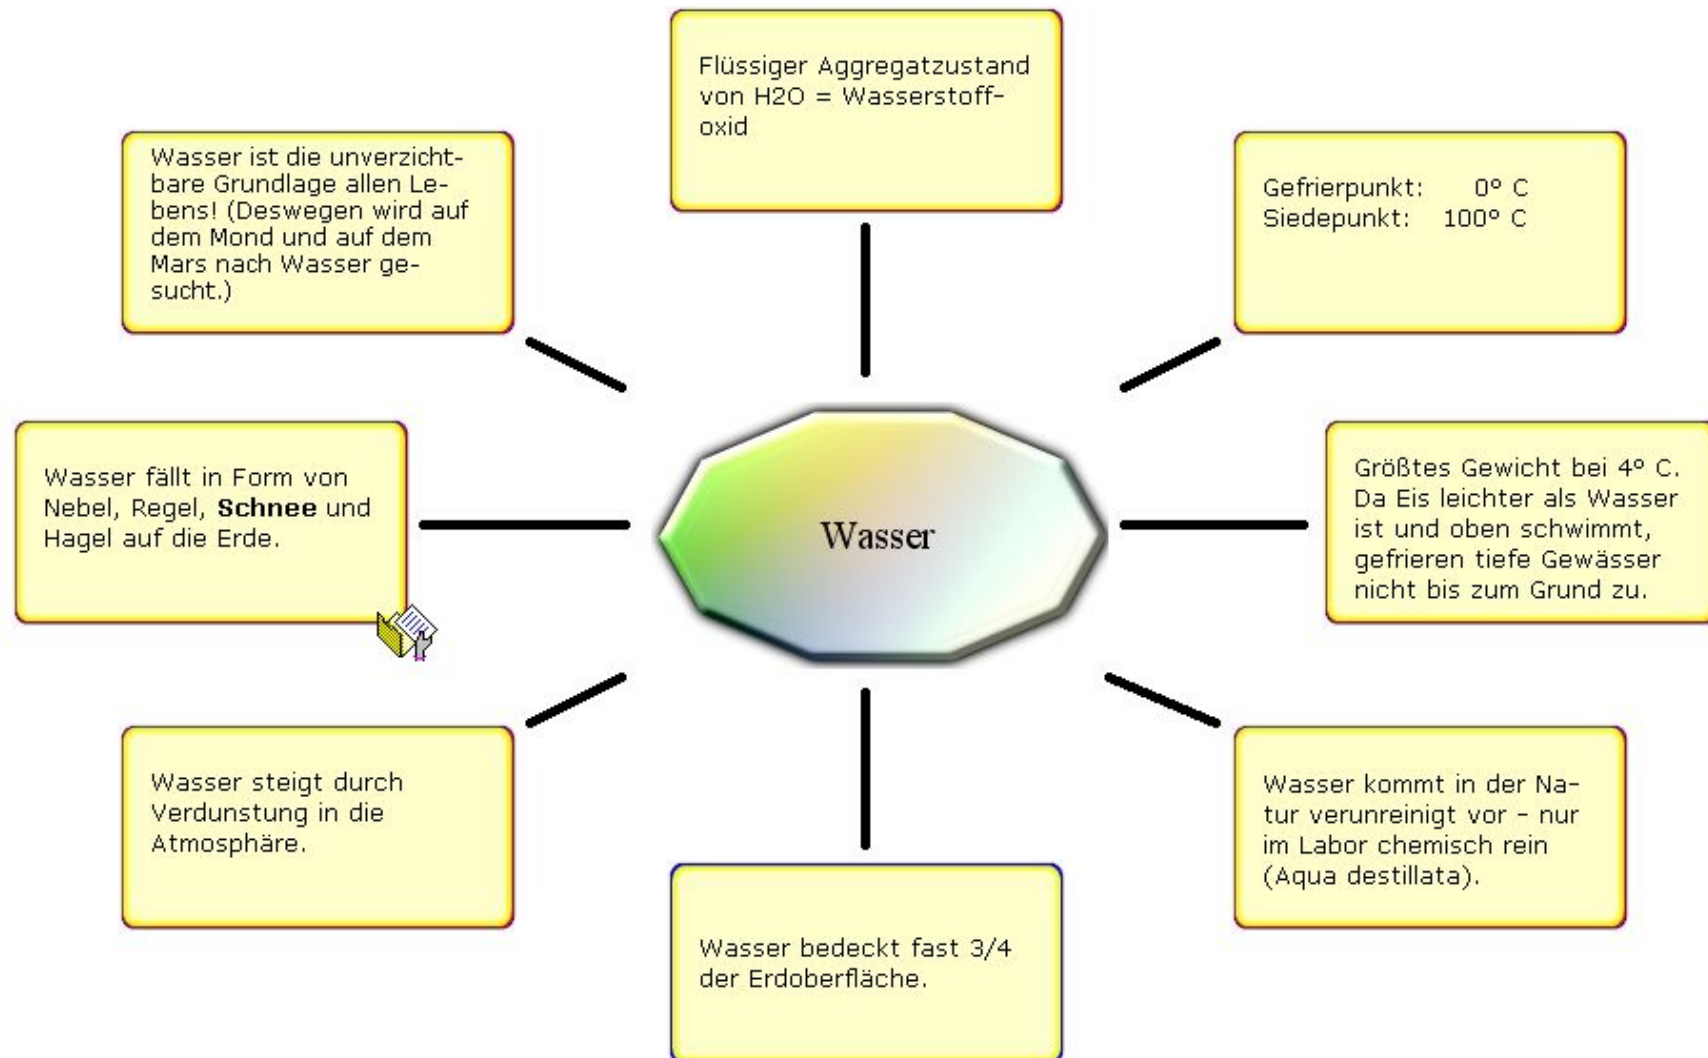 Flüssiger Aggregatzustand
von H2O = Wasserstoff-
oxid
Wasser ist die unverzicht-
bare Grundlage allen Le-
bens! (Deswegen wird auf
dem Mond und auf dem
Mars nach Wasser ge-
sucht.)
Gefrierpunkt: 0º C
Siedepunkt: 100º C
Wasser fällt in Form von
Nebel, Regel, Schnee und
Hagel auf die Erde.
Wasser
Größtes Gewicht bei 4º C.
Da Eis leichter als Wasser
ist und oben schwimmt,
gefrieren tiefe Gewässer
nicht bis zum Grund zu.
Wasser steigt durch
Verdunstung in die
Atmosphäre.
Wasser kommt in der Na-
tur verunreinigt vor – nur
im Labor chemisch rein
(Aqua destillata).
Wasser bedeckt fast 3/4
der Erdoberfläche.